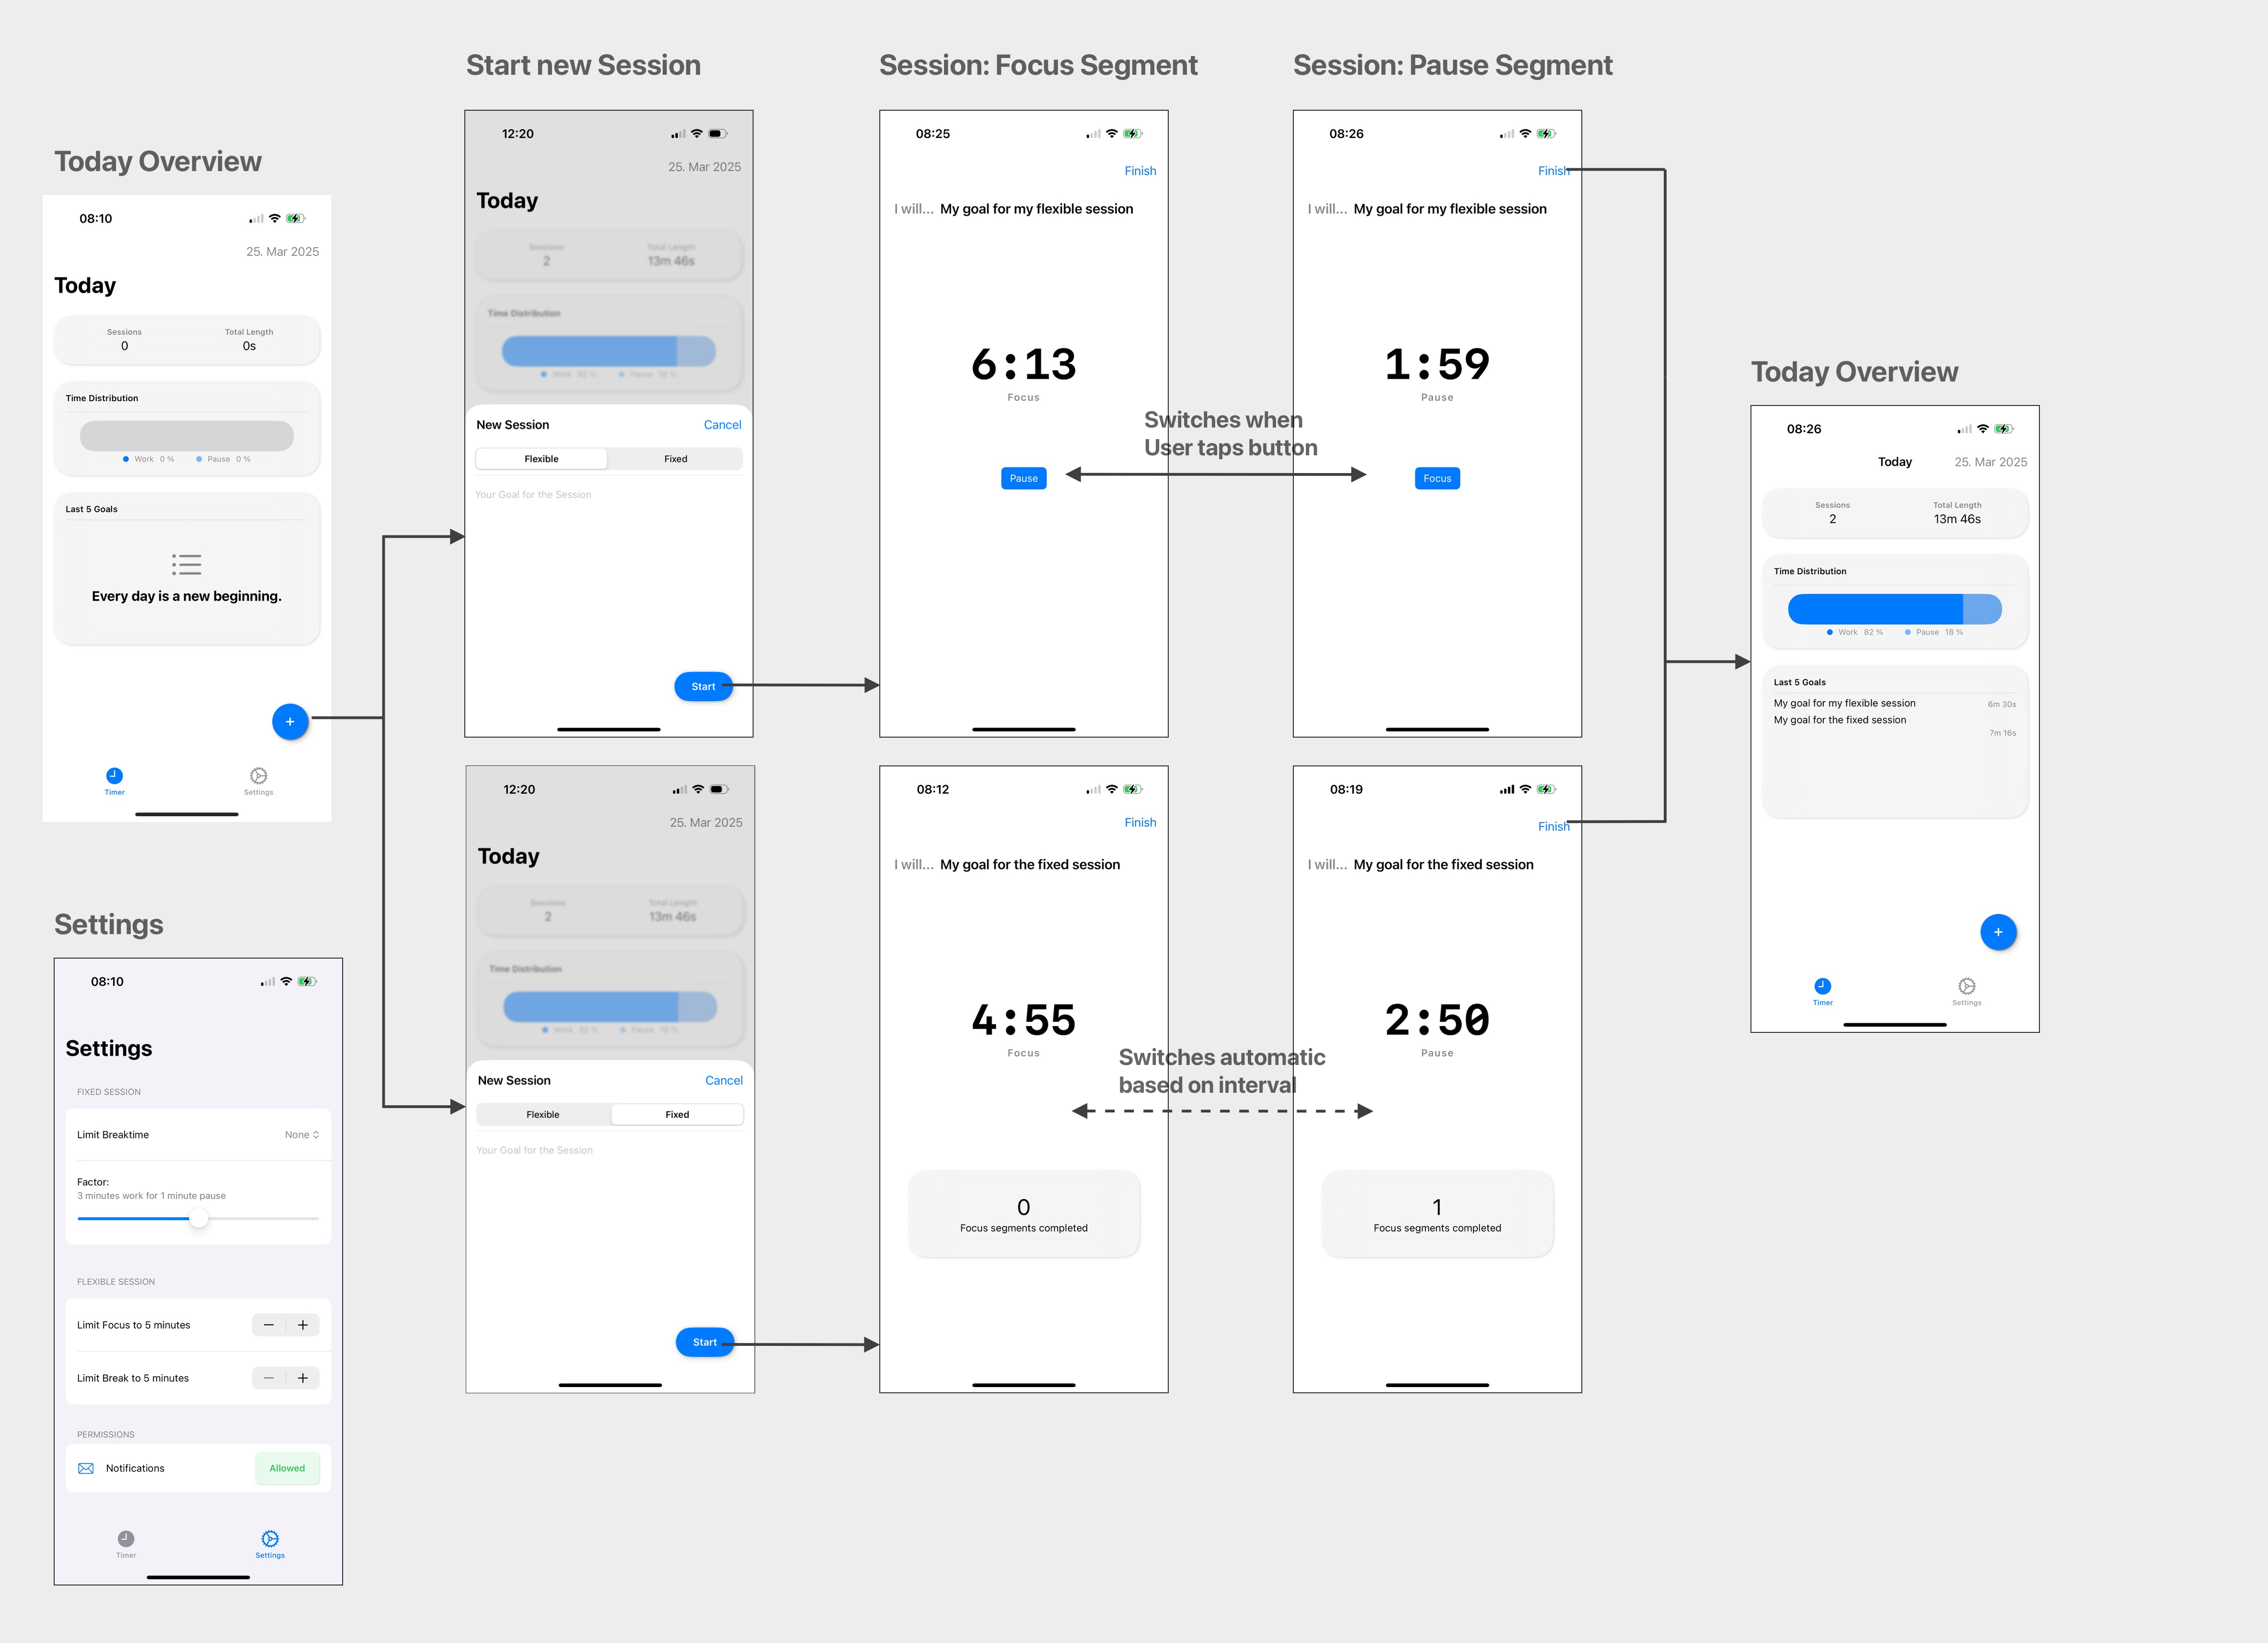 Today Overview
08:10
25. Mar 2025
Today
Sessions
0
Total Length
0s
Time Distribution
Work 0 %
Pause 0 %
Last 5 Goals
Every day is a new beginning.
+
Timer
Settings
Settings
08:10
Settings
FIXED SESSION
Limit Breaktime
None
Factor:
3 minutes work for 1 minute pause
FLEXIBLE SESSION
Limit Focus to 5 minutes
Limit Break to 5 minutes
PERMISSIONS
Notifications
Allowed
Timer
Settings
Start new Session
12:20
25. Mar 2025
Today
Sessions
2
Total Length
13m 46s
Time Distribution
Work 82 %
Pause 18 %
New Session
Cancel
Flexible
Fixed
Your Goal for the Session
Start
12:20
25. Mar 2025
Today
Sessions
2
Total Length
13m 46s
Time Distribution
Work 82 %
Pause 18 %
New Session
Cancel
Flexible
Fixed
Your Goal for the Session
Start
Session: Focus Segment
08:25
Finish
I will... My goal for my flexible session
6:13
Focus
Pause
Switches when
User taps button
08:12
Finish
I will... My goal for the fixed session
4:55
Focus
Switches automatic
based on interval
0
Focus segments completed
Session: Pause Segment
08:26
Finish
I will... My goal for my flexible session
1:59
Pause
Focus
08:19
Finish
I will... My goal for the fixed session
2:50
Pause
1
Focus segments completed
Today Overview
08:26
Today
25. Mar 2025
Sessions
2
Total Length
13m 46s
Time Distribution
Work 82 %
Pause 18 %
Last 5 Goals
My goal for my flexible session
6m 30s
My goal for the fixed session
7m 16s
+
Timer
Settings